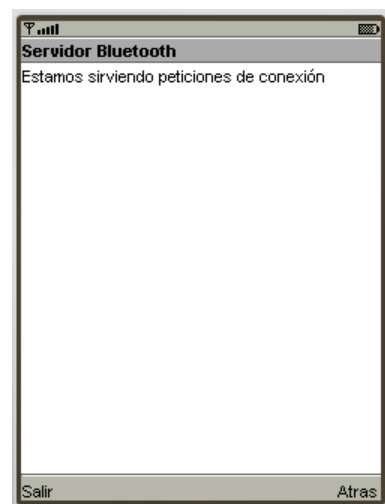 Servidor Bluetooth
Estamos sirviendo peticiones de conexión
Salir Atras